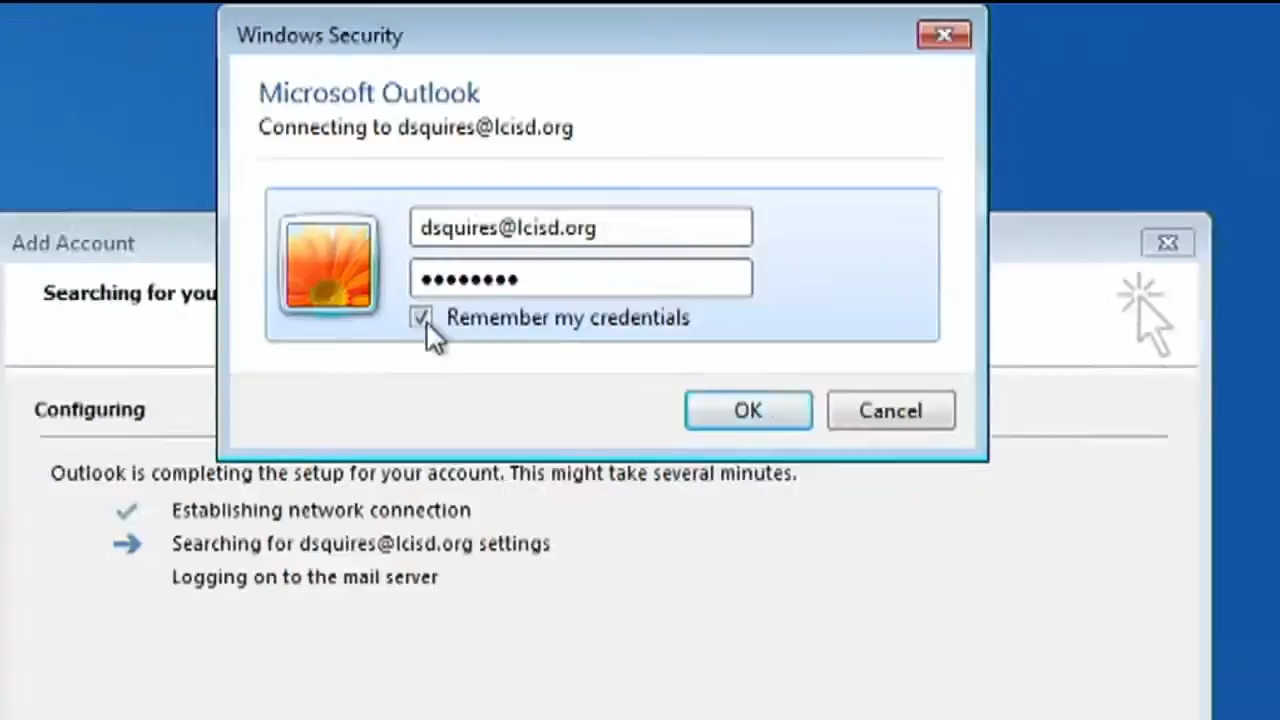 Windows Security
Microsoft Outlook
Connecting to dsquires@lcisd.org
dsquires@lcisd.org
●●●●●●●●
Remember my credentials
OK
Cancel
Add Account
Searching for you
Configuring
Outlook is completing the setup for your account. This might take several minutes.
Establishing network connection
Searching for dsquires@lcisd.org settings
Logging on to the mail server